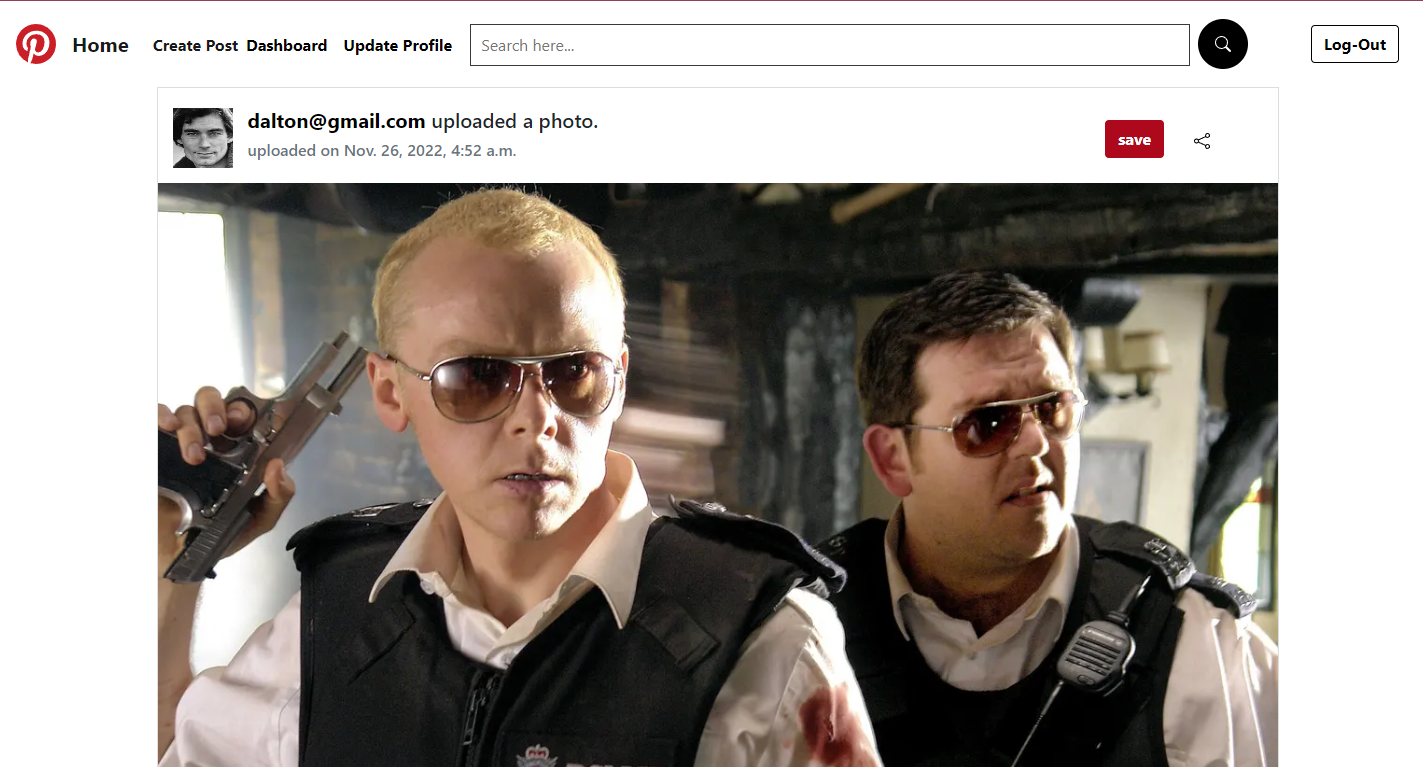 Home Create Post Dashboard Update Profile Search here... Log-Out
dalton@gmail.com uploaded a photo.
uploaded on Nov. 26, 2022, 4:52 a.m.
save